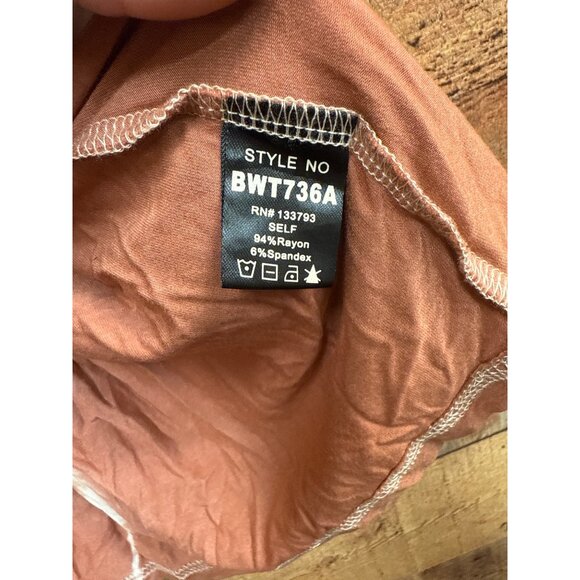 STYLE NO
BWT736A
RN# 133793
SELF
94%Rayon
6%Spandex